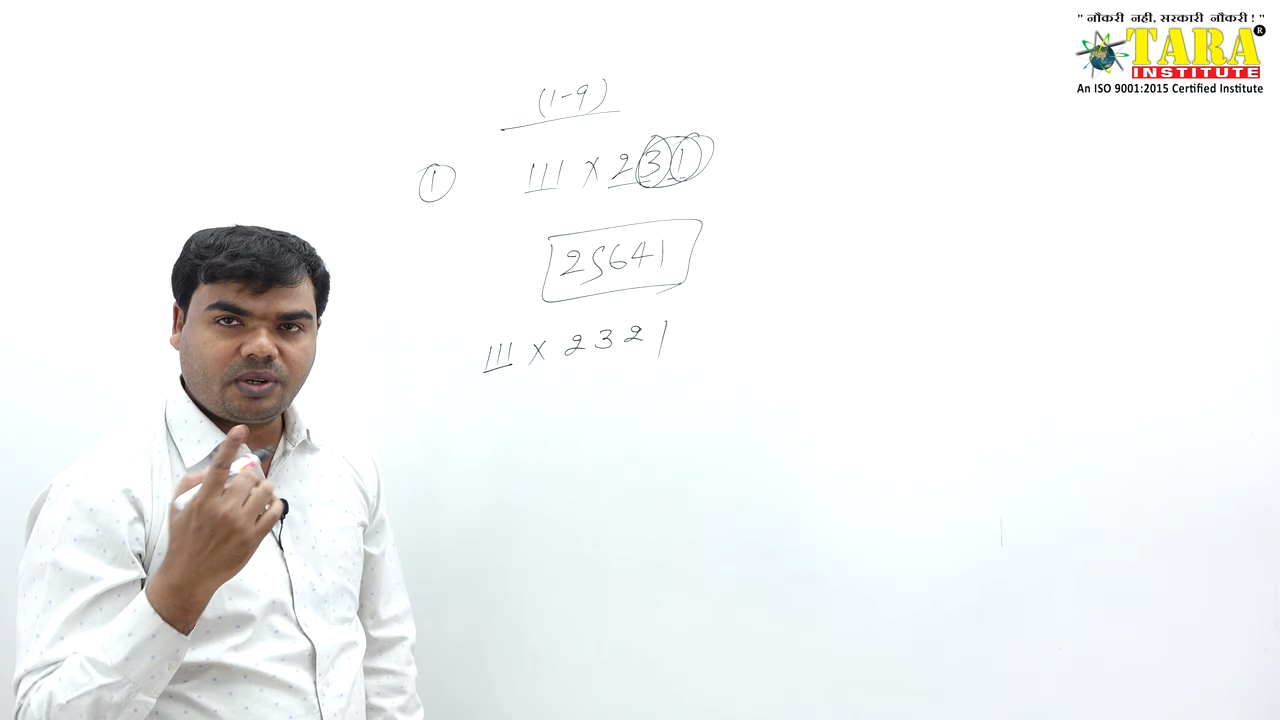 " नौकरी नहीं, सरकारी नौकरी ! "
TARA ®
INSTITUTE
An ISO 9001:2015 Certified Institute
(1-9)
1 111 x 231
25641
111 x 2321